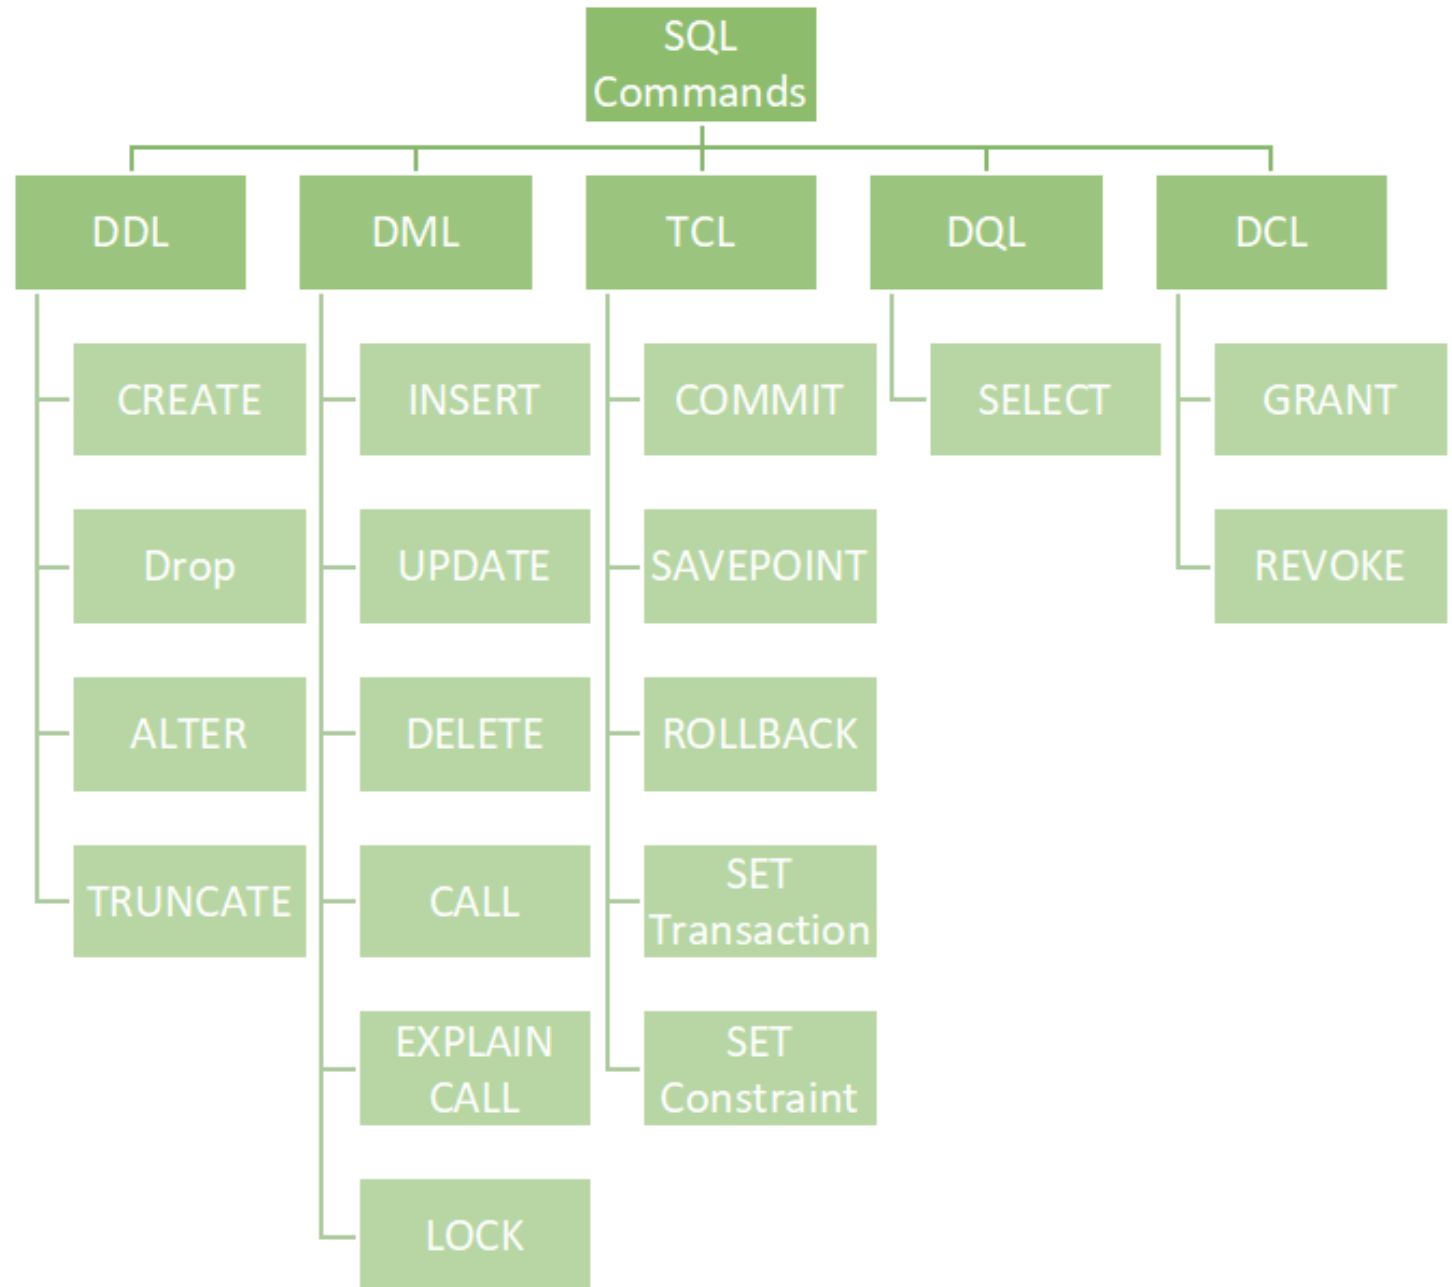 SQL
Commands
DDL
DML
TCL
DQL
DCL
CREATE
INSERT
COMMIT
SELECT
GRANT
Drop
UPDATE
SAVEPOINT
REVOKE
ALTER
DELETE
ROLLBACK
TRUNCATE
CALL
SET
Transaction
EXPLAIN
CALL
SET
Constraint
LOCK